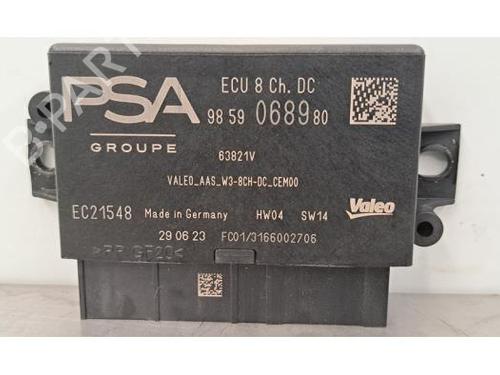 B-PARTS
PSA
GROUPE
ECU 8 Ch. DC
98 59 0689 80
63821V
VALEO_AAS_W3-8CH-DC_CEM00
EC21548 Made in Germany HW04 SW14
Valeo
29 06 23 FC01/3166002706
>PP GF20<